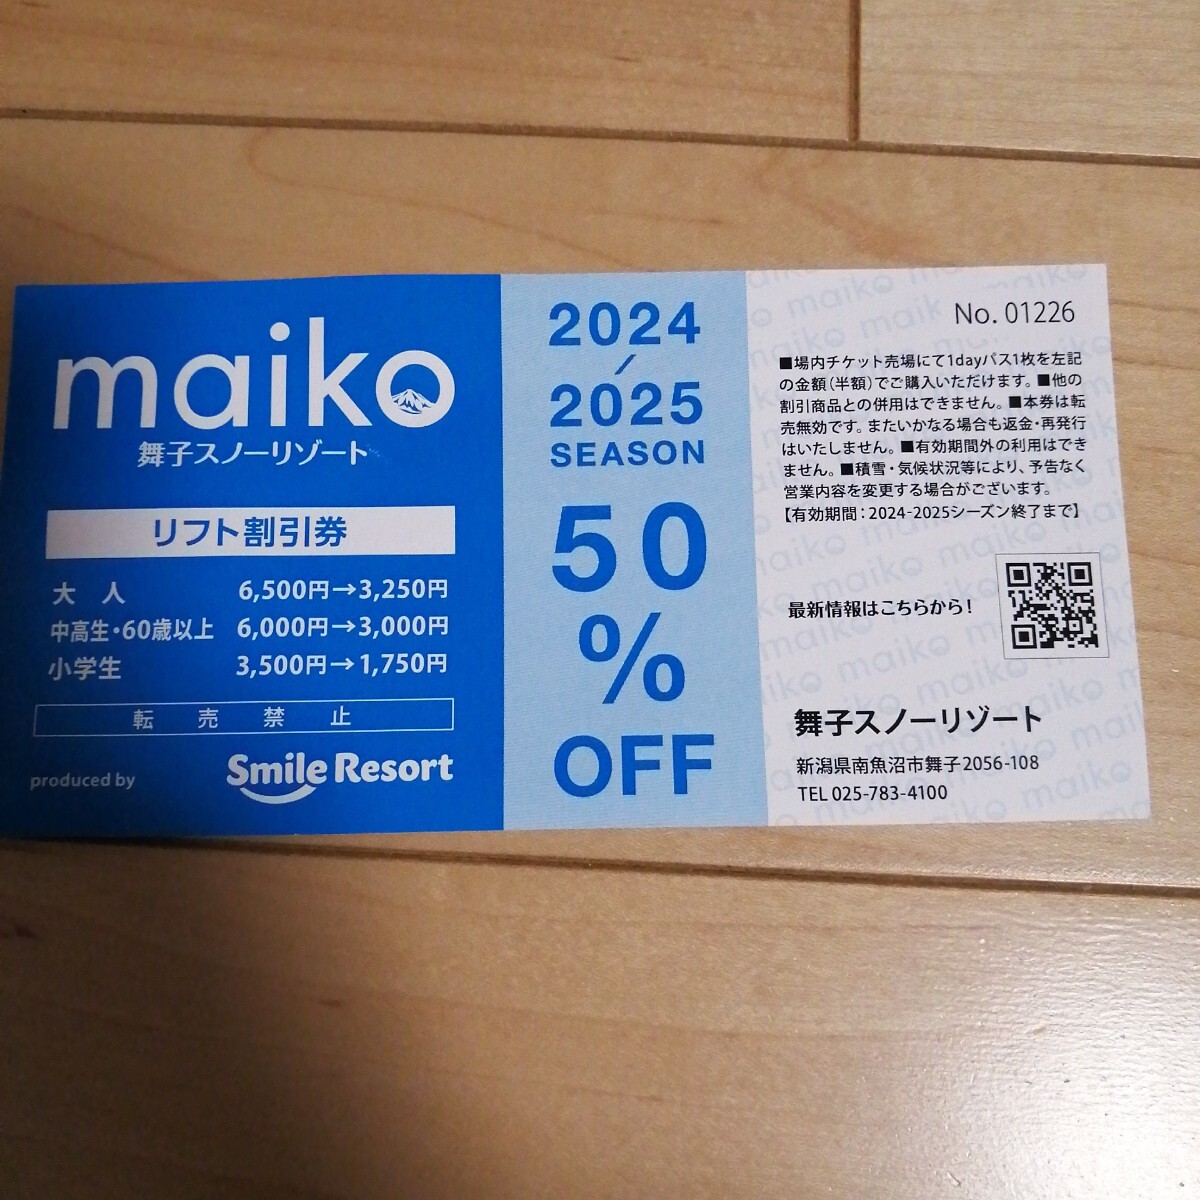 maiko
舞子スノーリゾート
リフト割引券
大人 6,500円→3,250円
中高生・60歳以上 6,000円→3,000円
小学生 3,500円→1,750円
転売禁止
produced by Smile Resort
2024
/
2025
SEASON
50
%
OFF
No. 01226
■場内チケット売場にて1dayパス1枚を左記
の金額(半額)でご購入いただけます。■他の
割引商品との併用はできません。■本券は転
売無効です。またいかなる場合も返金・再発行
はいたしません。■有効期間外の利用はでき
ません。■積雪・気候状況等により、予告なく
営業内容を変更する場合がございます。
【有効期間：2024-2025シーズン終了まで】
最新情報はこちらから!
舞子スノーリゾート
新潟県南魚沼市舞子2056-108
TEL 025-783-4100